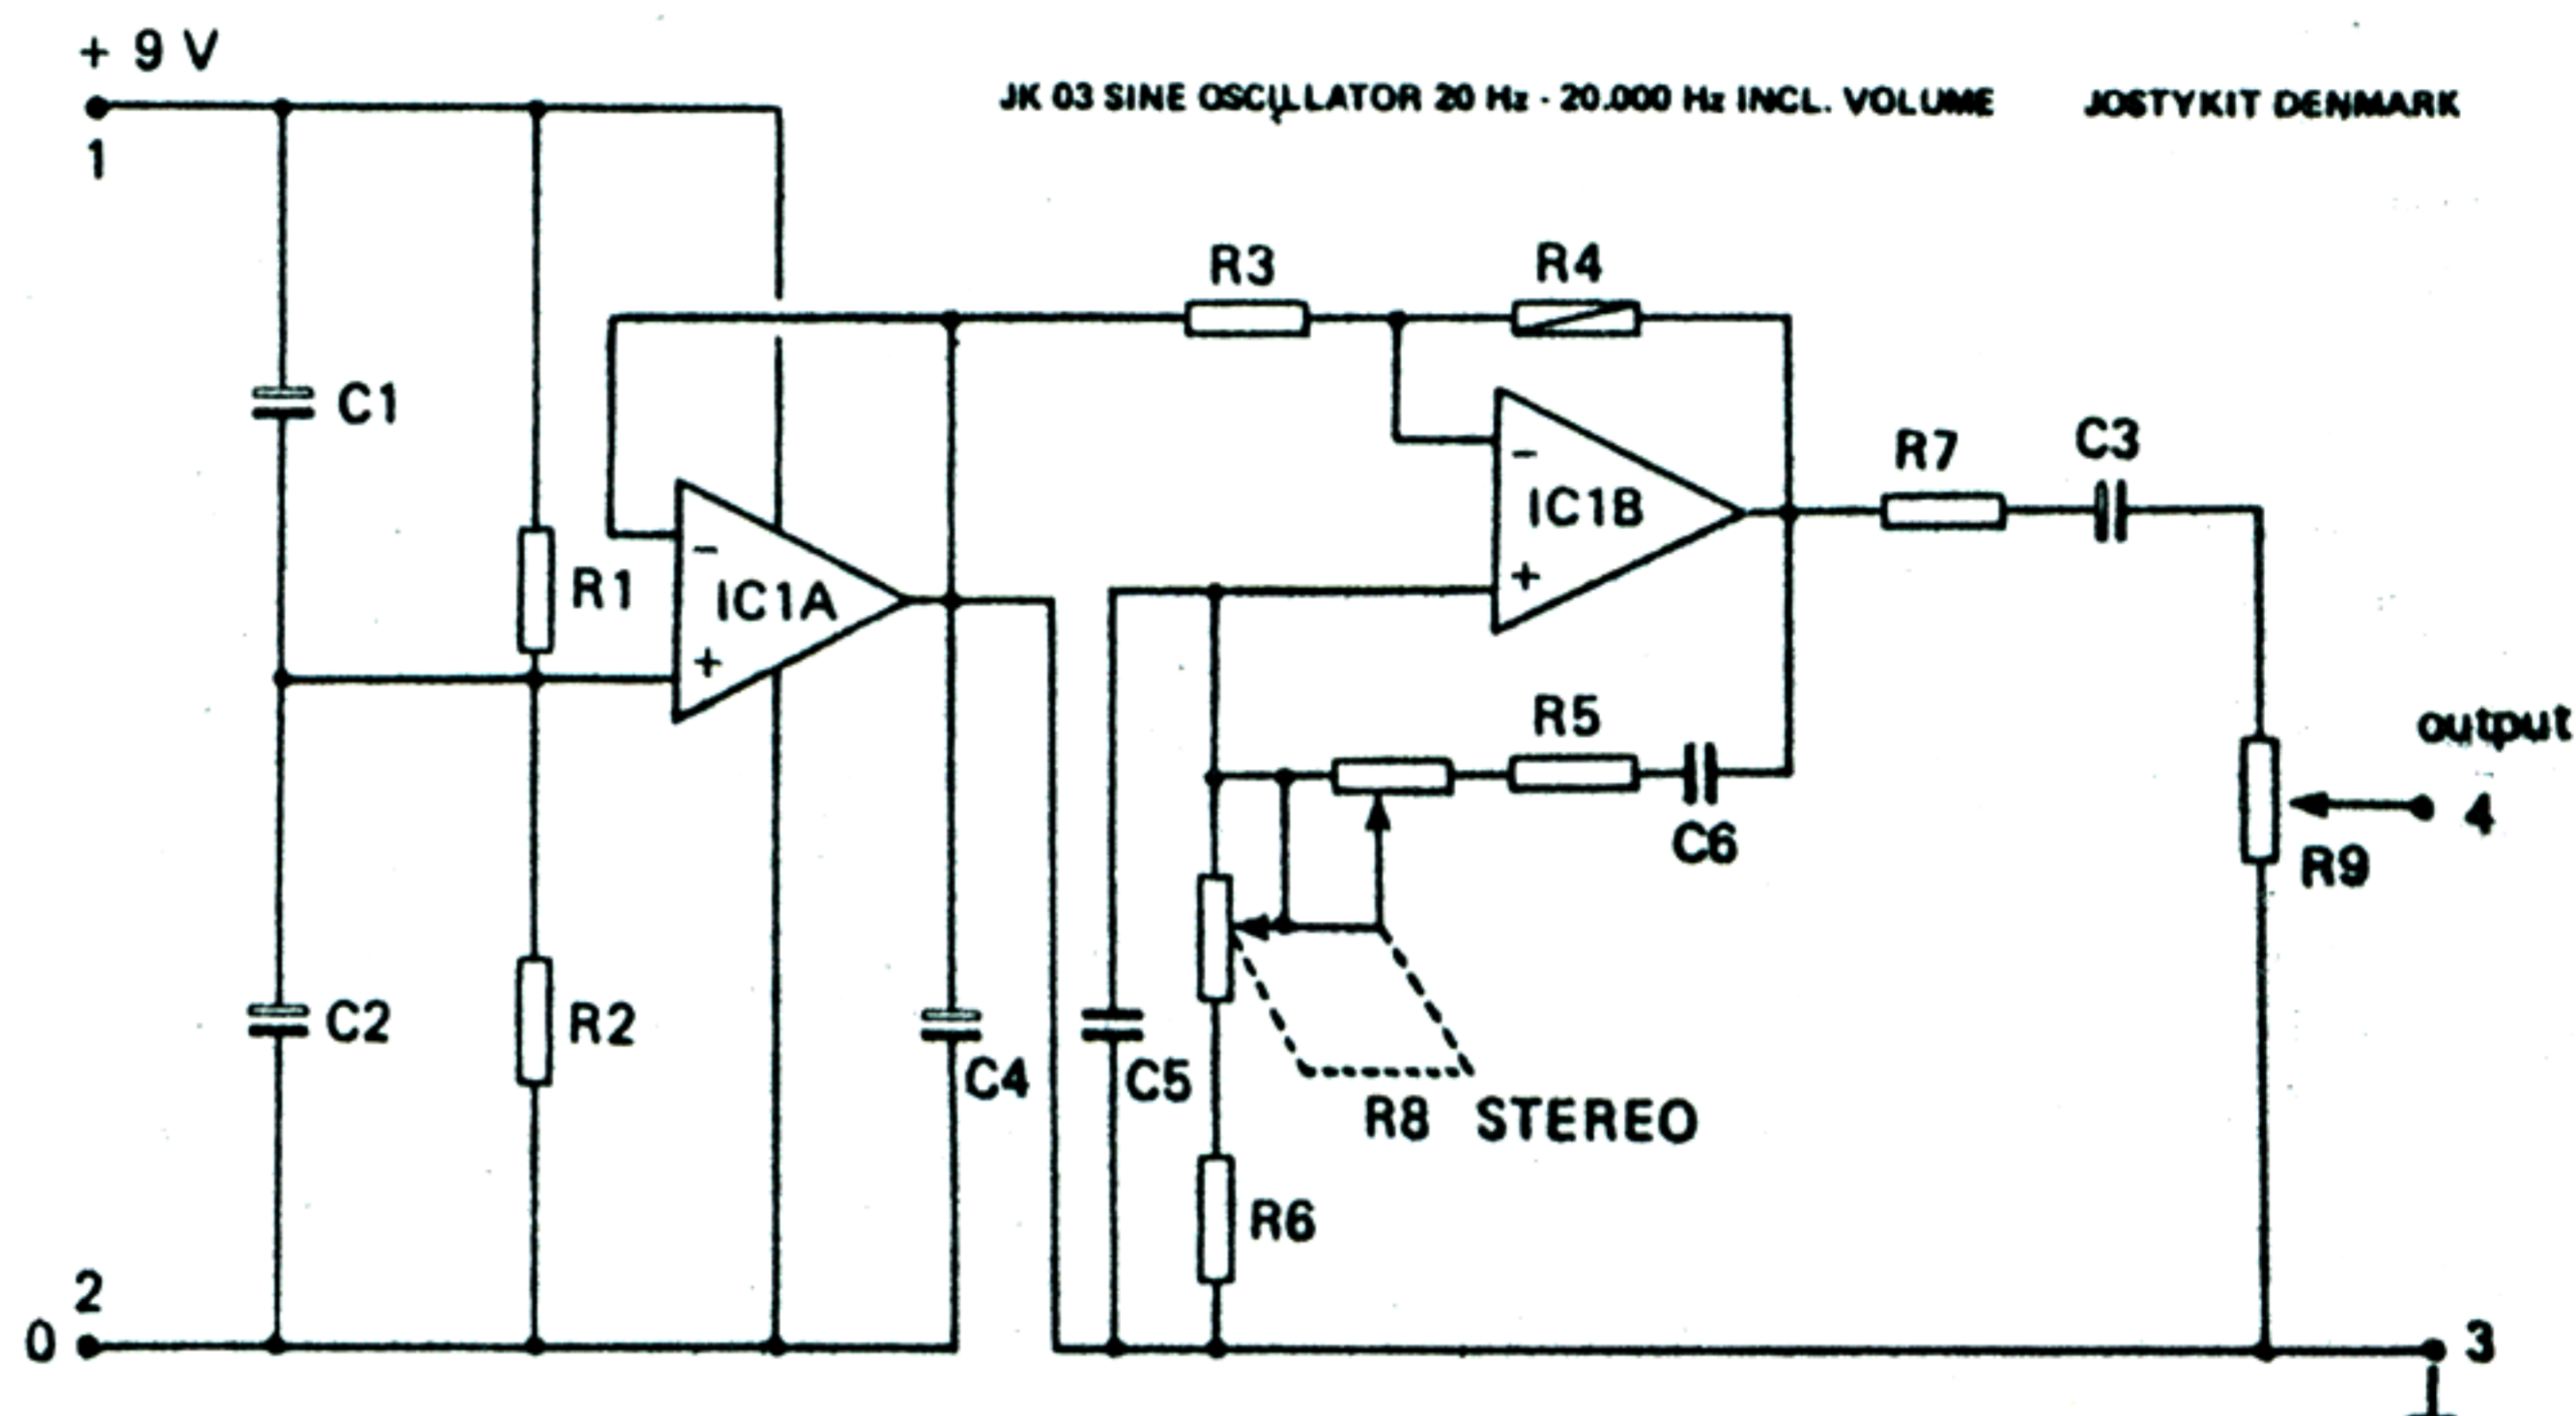 + 9 V
1
JK 03 SINE OSCILLATOR 20 Hz - 20.000 Hz INCL. VOLUME JOSTYKIT DENMARK
R3
R4
C1
IC1B
R7
C3
-
+
R1
IC1A
-
+
R5
C6
output
4
R9
C2
R2
C4
C5
R8 STEREO
R6
2
0
3